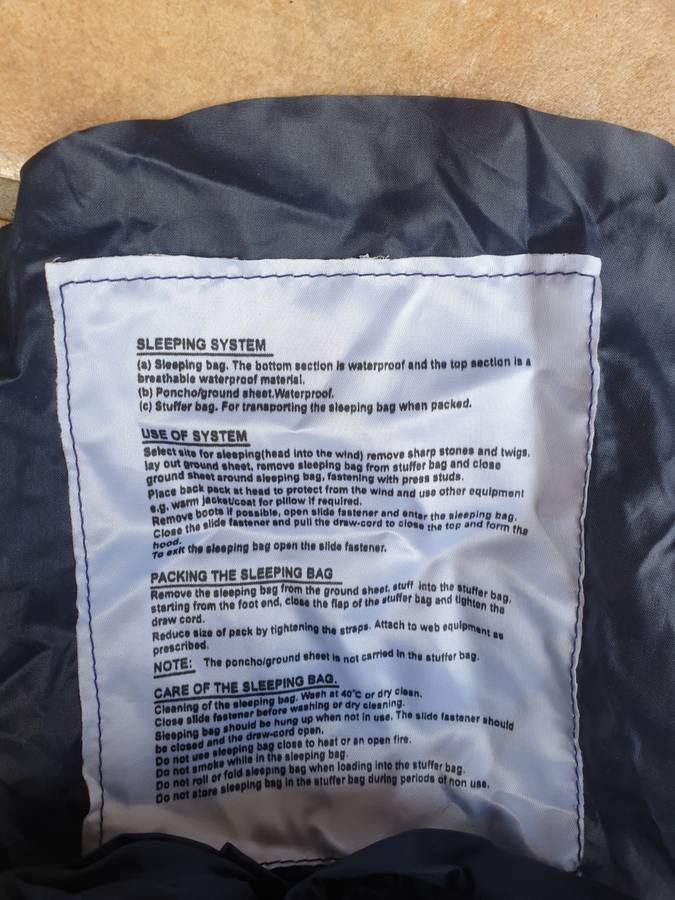 SLEEPING SYSTEM
(a) Sleeping bag. The bottom section is waterproof and the top section is a
breathable waterproof material.
(b) Poncho/ground sheet.Waterproof.
(c) Stuffer bag. For transporting the sleeping bag when packed.
USE OF SYSTEM
Select site for sleeping(head into the wind) remove sharp stones and twigs,
lay out ground sheet, remove sleeping bag from stuffer bag and close
ground sheet around sleeping bag, fastening with press studs.
Place back pack at head to protect from the wind and use other equipment
e.g. warm jacket/coat for pillow if required.
Remove boots if possible, open slide fastener and enter the sleeping bag.
Close the slide fastener and pull the draw-cord to close the top and form the
hood.
To exit the sleeping bag open the slide fastener.
PACKING THE SLEEPING BAG
Remove the sleeping bag from the ground sheet, stuff into the stuffer bag,
starting from the foot end, close the flap of the stuffer bag and tighten the
draw cord.
Reduce size of pack by tightening the straps. Attach to web equipment as
prescribed.
NOTE: The poncho/ground sheet is not carried in the stuffer bag.
CARE OF THE SLEEPING BAG.
Cleaning of the sleeping bag. Wash at 40°C or dry clean.
Close slide fastener before washing or dry cleaning.
Sleeping bag should be hung up when not in use. The slide fastener should
be closed and the draw-cord open.
Do not use sleeping bag close to heat or an open fire.
Do not smoke while in the sleeping bag.
Do not roll or fold sleeping bag when loading into the stuffer bag.
Do not store sleeping bag in the stuffer bag during periods of non use.